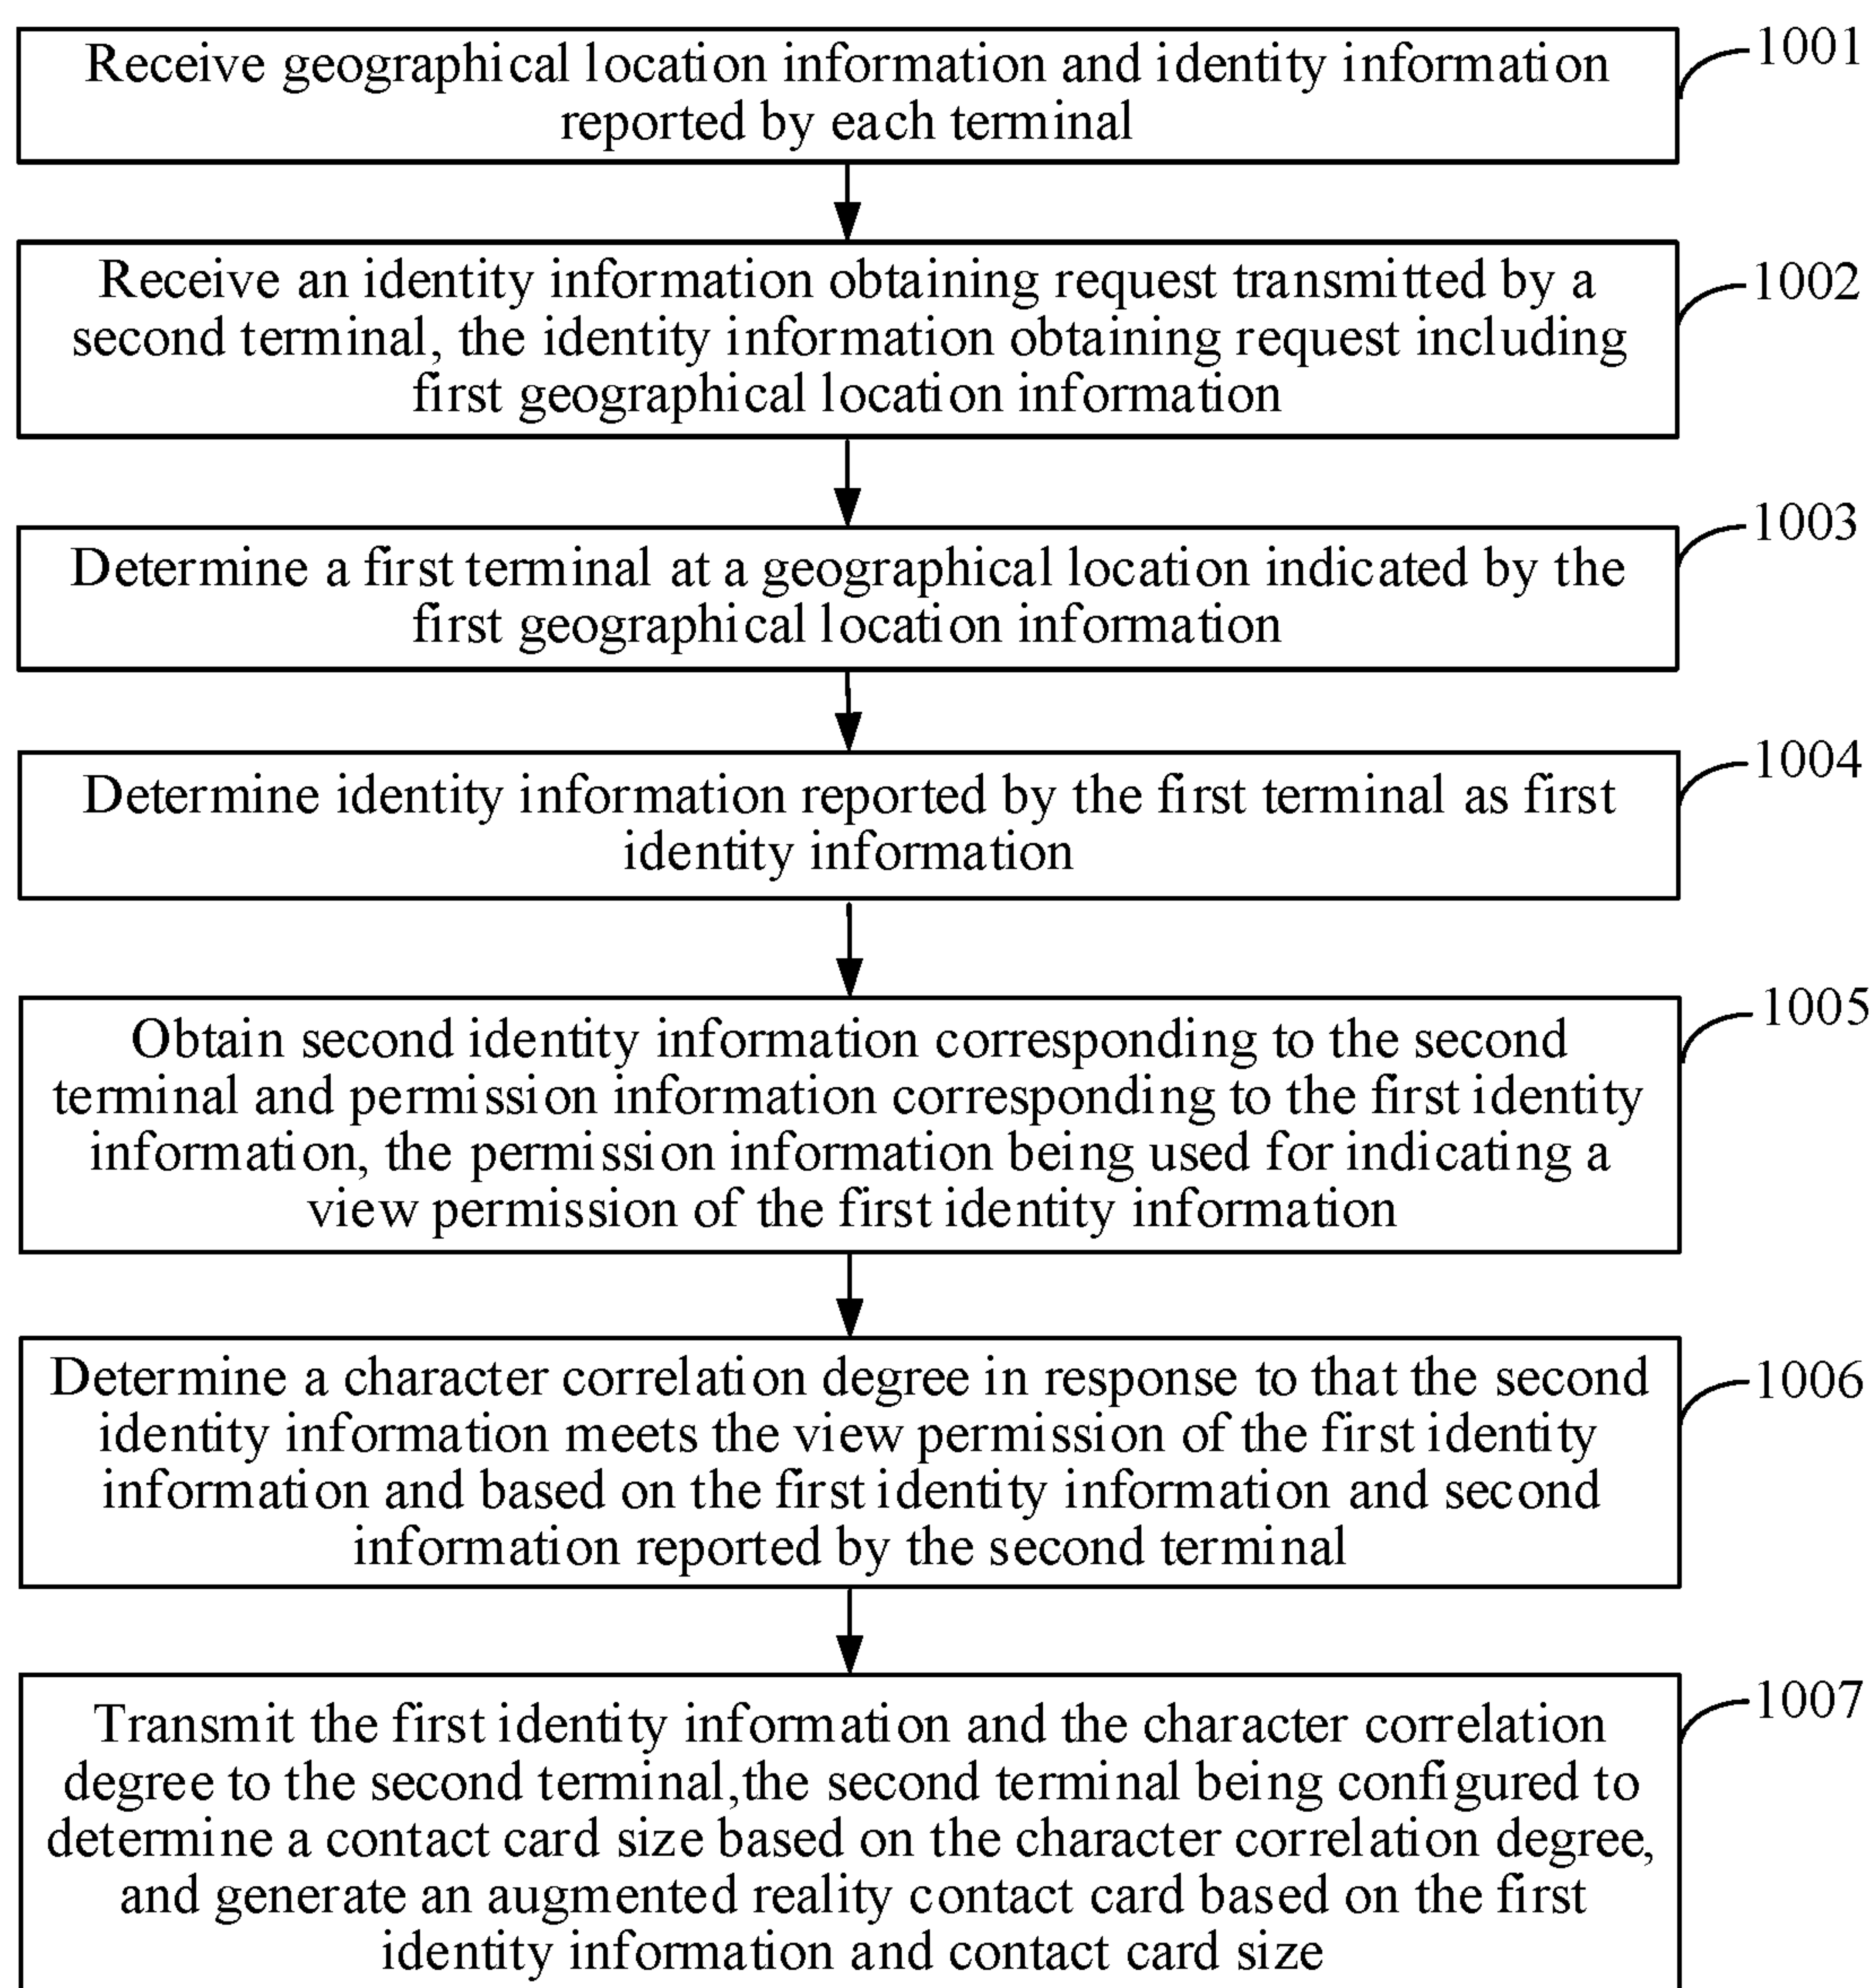 Receive geographical location information and identity information
reported by each terminal
1001
Receive an identity information obtaining request transmitted by a
second terminal, the identity information obtaining request including
first geographical location information
1002
Determine a first terminal at a geographical location indicated by the
first geographical location information
1003
Determine identity information reported by the first terminal as first
identity information
1004
Obtain second identity information corresponding to the second
terminal and permission information corresponding to the first identity
information, the permission information being used for indicating a
view permission of the first identity information
1005
Determine a character correlation degree in response to that the second
identity information meets the view permission of the first identity
information and based on the first identity information and second
information reported by the second terminal
1006
Transmit the first identity information and the character correlation
degree to the second terminal,the second terminal being configured to
determine a contact card size based on the character correlation degree,
and generate an augmented reality contact card based on the first
identity information and contact card size
1007